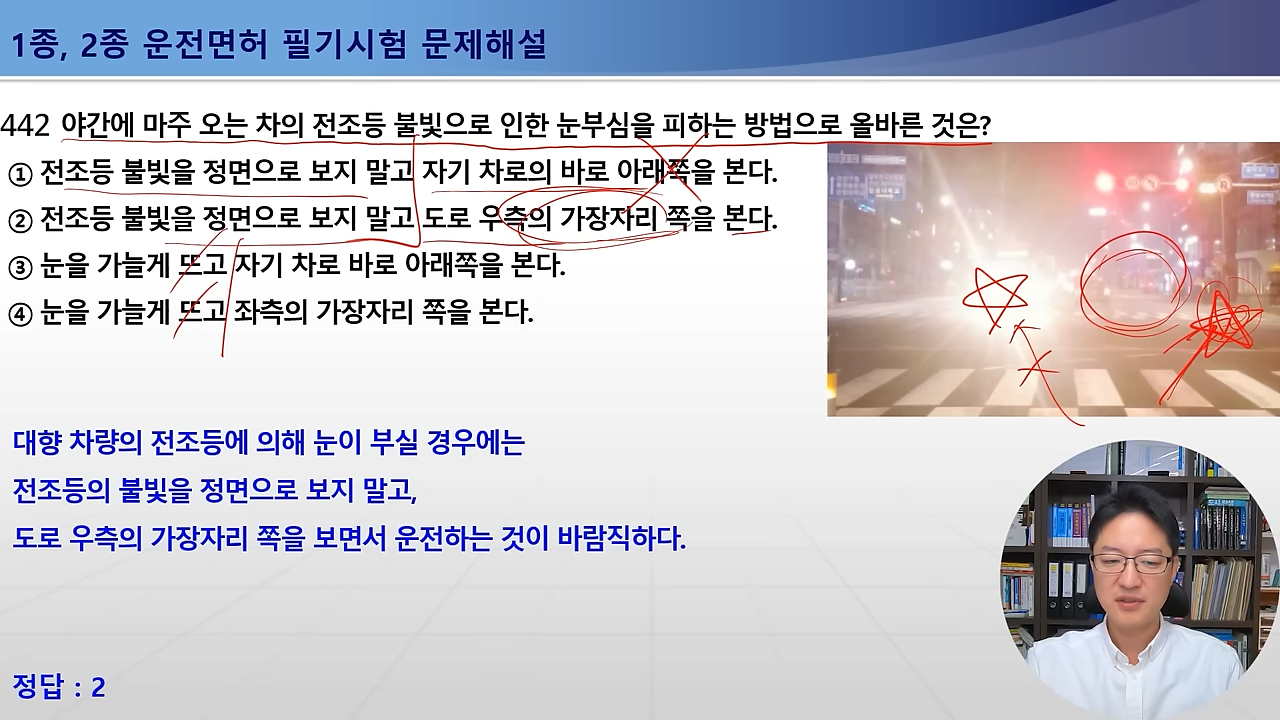 1종, 2종 운전면허 필기시험 문제해설
442 야간에 마주 오는 차의 전조등 불빛으로 인한 눈부심을 피하는 방법으로 올바른 것은?
① 전조등 불빛을 정면으로 보지 말고 자기 차로의 바로 아래쪽을 본다.
② 전조등 불빛을 정면으로 보지 말고 도로 우측의 가장자리 쪽을 본다.
③ 눈을 가늘게 뜨고 자기 차로 바로 아래쪽을 본다.
④ 눈을 가늘게 뜨고 좌측의 가장자리 쪽을 본다.
대향 차량의 전조등에 의해 눈이 부실 경우에는
전조등의 불빛을 정면으로 보지 말고,
도로 우측의 가장자리 쪽을 보면서 운전하는 것이 바람직하다.
정답 : 2